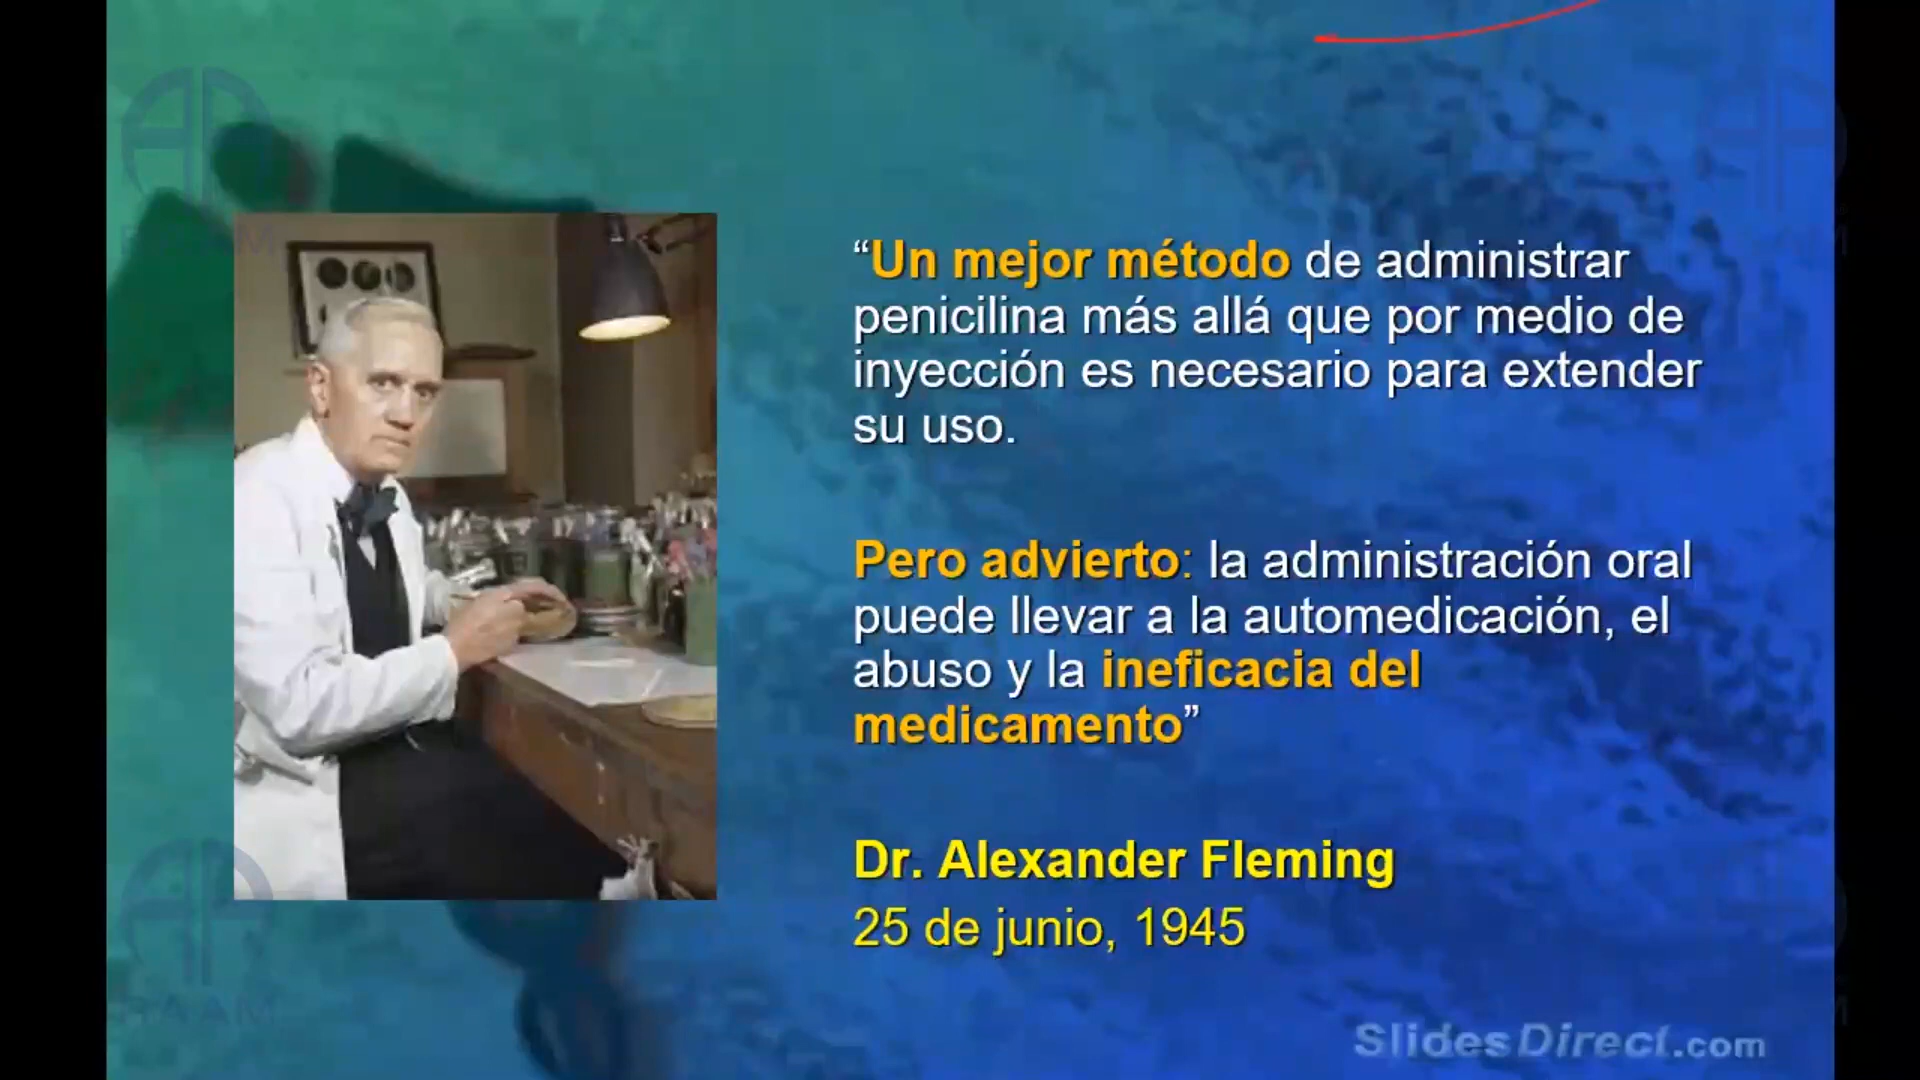 “Un mejor método de administrar
penicilina más allá que por medio de
inyección es necesario para extender
su uso.
Pero advierto: la administración oral
puede llevar a la automedicación, el
abuso y la ineficacia del
medicamento”
Dr. Alexander Fleming
25 de junio, 1945
SlidesDirect.com
RAAM